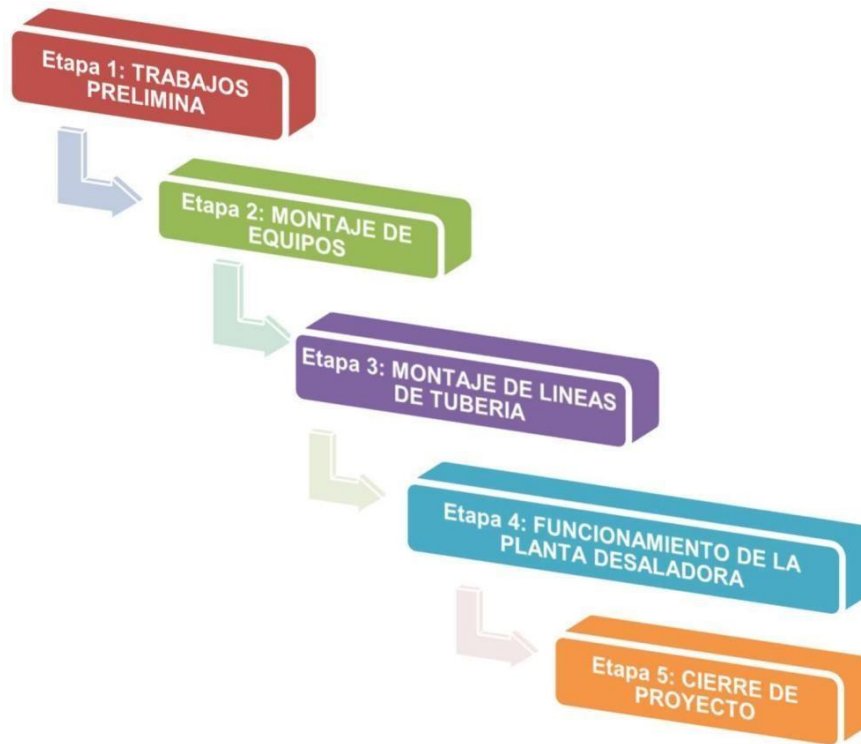 Etapa 1: TRABAJOS
PRELIMINA
Etapa 2: MONTAJE DE
EQUIPOS
Etapa 3: MONTAJE DE LINEAS
DE TUBERIA
Etapa 4: FUNCIONAMIENTO DE LA
PLANTA DESALADORA
Etapa 5: CIERRE DE
PROYECTO